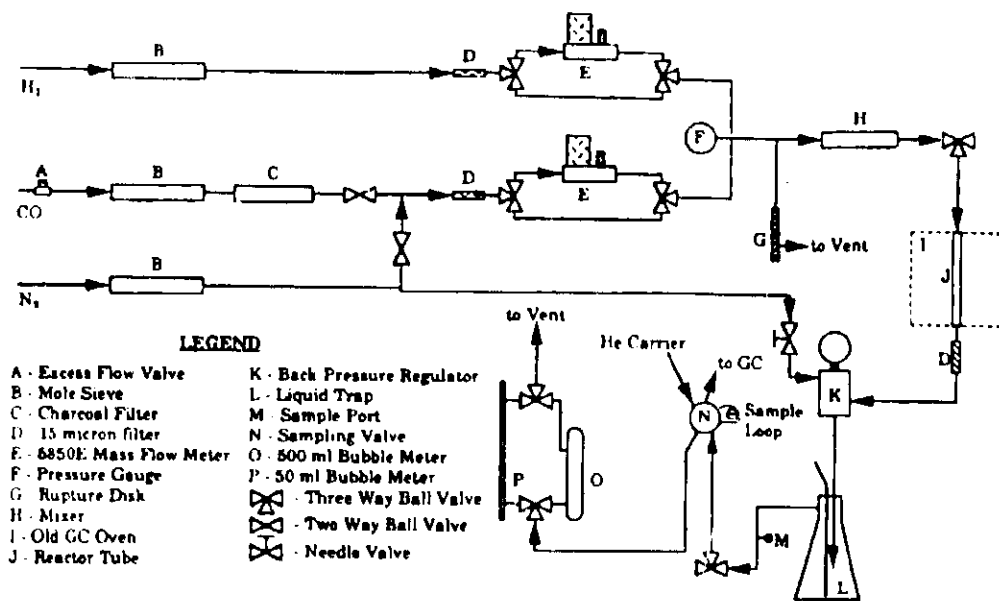 B
D
E
H₂
F
H
A
B
C
D
E
CO
G
to Vent
I
J
B
N₂
D
to Vent
He Carrier
to GC
K
N
Sample
Loop
P
O
M
L
LEGEND
A - Excess Flow Valve
B - Mole Sieve
C - Charcoal Filter
D - 15 micron filter
E - 5850E Mass Flow Meter
F - Pressure Gauge
G - Rupture Disk
H - Mixer
I - Old GC Oven
J - Reactor Tube
K - Back Pressure Regulator
L - Liquid Trap
M - Sample Port
N - Sampling Valve
O - 500 ml Bubble Meter
P - 50 ml Bubble Meter
- Three Way Ball Valve
- Two Way Ball Valve
- Needle Valve